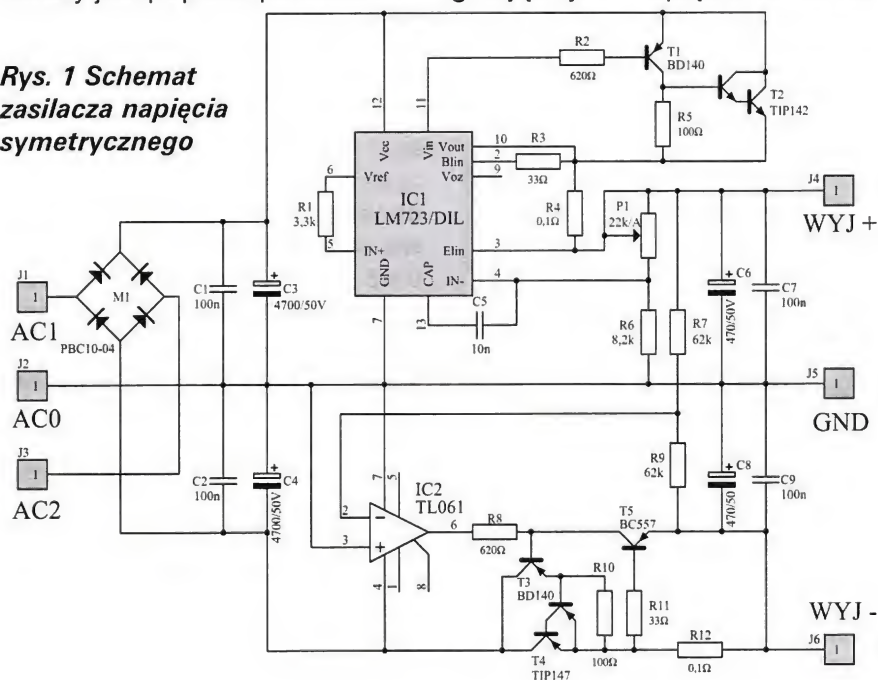 Rys. 1 Schemat
zasilacza napięcia
symetrycznego
R2
620Ω
T1
BD140
T2
TIP142
R5
100Ω
12
11
Vcc
Vin
Vout
10
R3
33Ω
Blin
2
Voz
9
6
Vref
IC1
LM723/DIL
R1
3,3k
5
IN+
GND
CAP
Elin
3
IN-
4
R4
0,1Ω
P1
22k/A
J4
1
WYJ +
7
13
C5
10n
R6
8,2k
R7
62k
C6
470/50V
C7
100n
J1
1
AC1
M1
PBC10-04
C1
100n
C3
4700/50V
J2
1
AC0
J5
1
GND
J3
1
AC2
C2
100n
C4
4700/50V
7
5
IC2
TL061
2
3
6
4
1
8
R8
620Ω
R9
62k
C8
470/50
C9
100n
T5
BC557
T3
BD140
R10
100Ω
R11
33Ω
T4
TIP147
R12
0,1Ω
WYJ -
J6
1